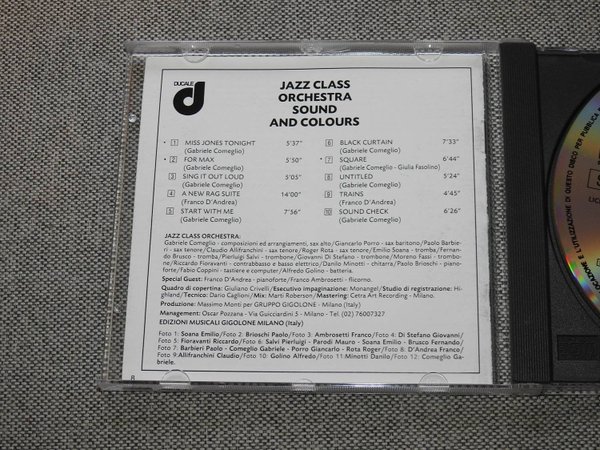 DUCALE
d
JAZZ CLASS
ORCHESTRA
SOUND
AND COLOURS
• 1 MISS JONES TONIGHT 5'37"
(Gabriele Comeglio)
• 2 FOR MAX 5'50"
(Gabriele Comeglio)
3 SING IT OUT LOUD 5'05"
(Gabriele Comeglio)
4 A NEW RAG SUITE 14'00"
(Franco D'Andrea)
5 START WITH ME 7'56"
(Gabriele Comeglio)
6 BLACK CURTAIN 7'33"
(Gabriele Comeglio)
• 7 SQUARE 6'44"
(Gabriele Comeglio - Giulia Fasolino)
8 UNTITLED 5'24"
(Gabriele Comeglio)
9 TRAINS 4'45"
(Franco D'Andrea)
10 SOUND CHECK 6'26"
(Gabriele Comeglio)
JAZZ CLASS ORCHESTRA:
Gabriele Comeglio - composizioni ed arrangiamenti, sax alto/Giancarlo Porro - sax baritono/Paolo Barbie-
ri - sax tenore/Claudio Allifranchini - sax tenore/Roger Rota - sax tenore/Emilio Soana - tromba/Fernan-
do Brusco - tromba/Pierluigi Salvi - trombone/Giovanni Di Stefano - trombone/Moreno Fassi - trombo-
ne/Riccardo Fioravanti - contrabbasso e basso elettrico/Danilo Minotti - chitarra/Paolo Brioschi - piano-
forte/Fabio Coppini - tastiere e computer/Alfredo Golino - batteria.
Special Guest: Franco D'Andrea - pianoforte/Franco Ambrosetti - flicorno.
Quadro di copertina: Giuliano Crivelli/Esecutivo impaginazione: Monangel/Studio di registrazione: Hi-
ghland/Tecnico: Dario Caglioni/Mix: Marti Roberson/Mastering: Cetra Art Recording - Milano.
Produzione: Massimo Monti per GRUPPO GIGOLONE - Milano (Italy)
Management: Oscar Pozzana - Via Guicciardini 5 - Milano - Tel. (02) 76007327
EDIZIONI MUSICALI GIGOLONE MILANO (Italy)
Foto 1: Soana Emilio/Foto 2: Brioschi Paolo/Foto 3: Ambrosetti Franco/Foto 4: Di Stefano Giovanni/
Foto 5: Fioravanti Riccardo/Foto 6: Salvi Pierluigi - Parodi Mauro - Soana Emilio - Brusco Fernando/
Foto 7: Barbieri Paolo - Comeglio Gabriele - Porro Giancarlo - Rota Roger/Foto 8: D'Andrea Franco/
Foto 9: Allifranchini Claudio/Foto 10: Golino Alfredo/Foto 11: Minotti Danilo/Foto 12: Comeglio Ga-
briele.
8
UTILIZZAZIONE DI QUESTO DISCO PER PUBBLICA